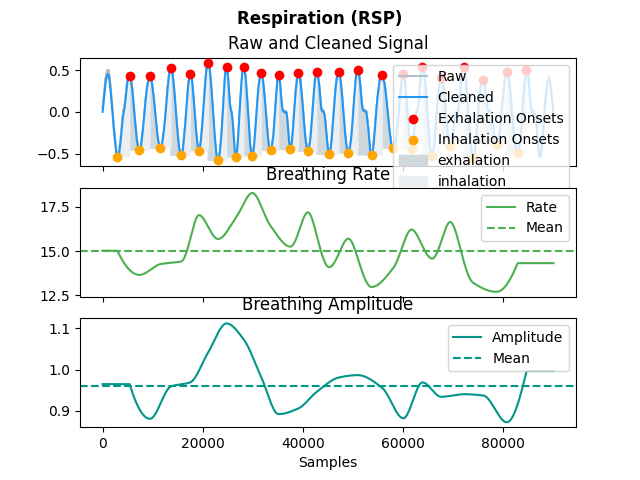 Respiration (RSP)
Raw and Cleaned Signal
0.5
0.0
−0.5
Raw
Cleaned
Exhalation Onsets
Inhalation Onsets
exhalation
inhalation
Breathing Rate
17.5
15.0
12.5
Rate
Mean
Breathing Amplitude
1.1
1.0
0.9
Amplitude
Mean
0 20000 40000 60000 80000
Samples